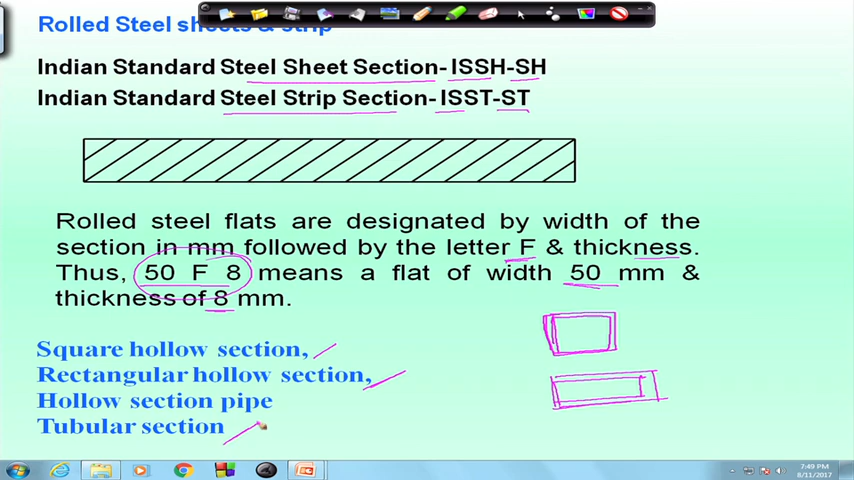 Rolled Steel sheets & strip
Indian Standard Steel Sheet Section- ISSH-SH
Indian Standard Steel Strip Section- ISST-ST
Rolled steel flats are designated by width of the
section in mm followed by the letter F & thickness.
Thus, 50 F 8 means a flat of width 50 mm &
thickness of 8 mm.
Square hollow section,
Rectangular hollow section,
Hollow section pipe
Tubular section
7:49 PM
8/11/2017